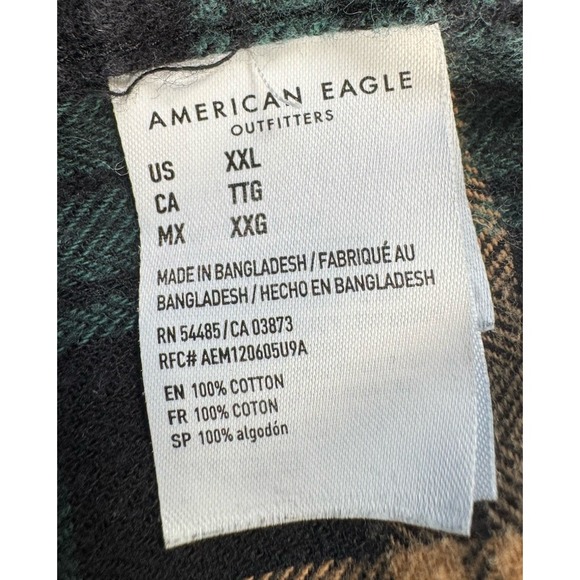 AMERICAN EAGLE
OUTFITTERS
US XXL
CA TTG
MX XXG
MADE IN BANGLADESH / FABRIQUÉ AU
BANGLADESH / HECHO EN BANGLADESH
RN 54485 / CA 03873
RFC# AEM120605U9A
EN 100% COTTON
FR 100% COTON
SP 100% algodón